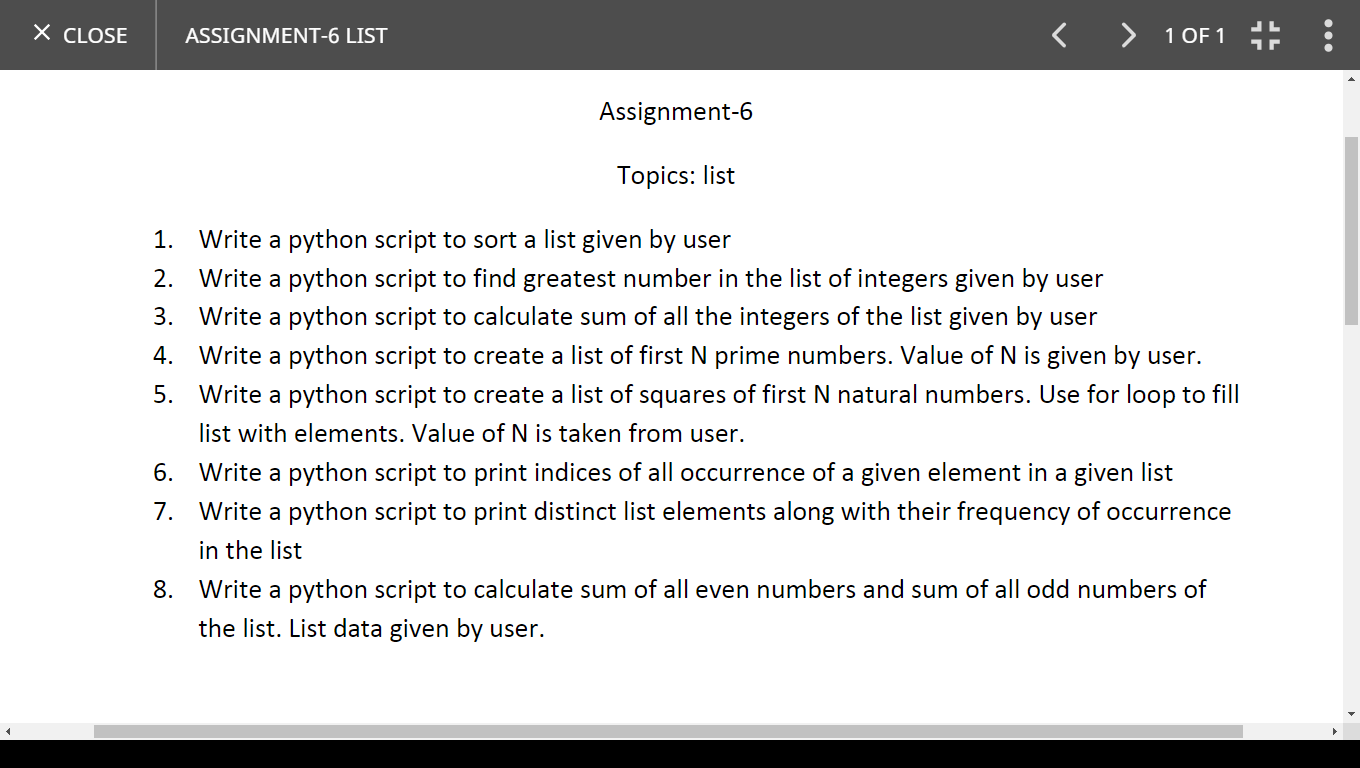 CLOSE ASSIGNMENT-6 LIST 1 OF 1
Assignment-6
Topics: list
1. Write a python script to sort a list given by user
2. Write a python script to find greatest number in the list of integers given by user
3. Write a python script to calculate sum of all the integers of the list given by user
4. Write a python script to create a list of first N prime numbers. Value of N is given by user.
5. Write a python script to create a list of squares of first N natural numbers. Use for loop to fill
list with elements. Value of N is taken from user.
6. Write a python script to print indices of all occurrence of a given element in a given list
7. Write a python script to print distinct list elements along with their frequency of occurrence
in the list
8. Write a python script to calculate sum of all even numbers and sum of all odd numbers of
the list. List data given by user.